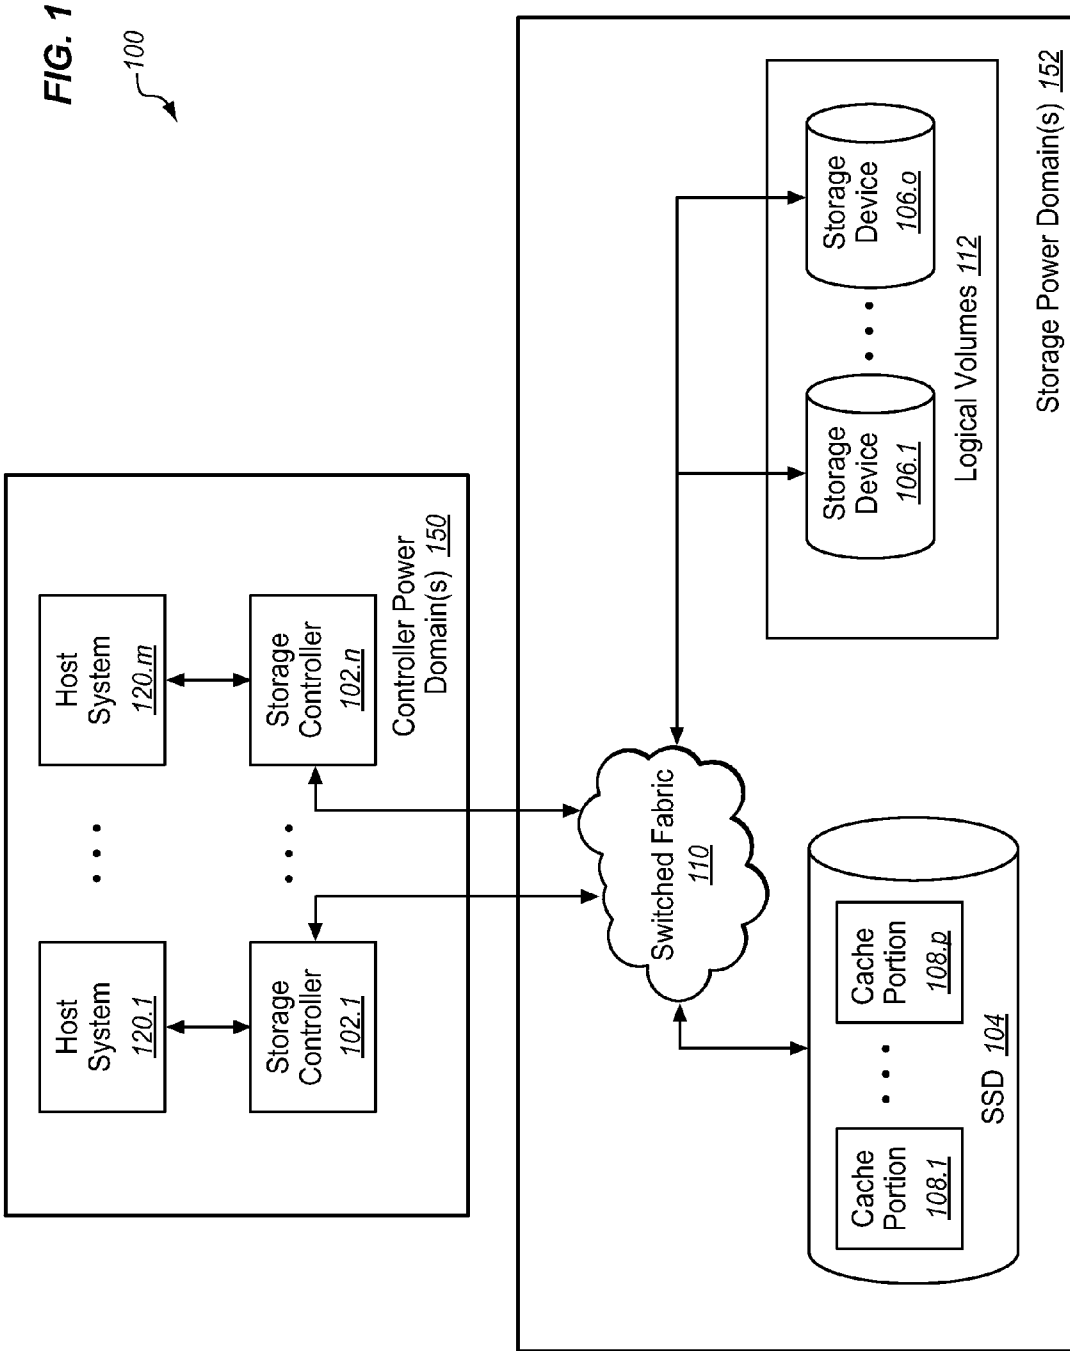 FIG. 1
100
Host
System
120.1
Host
System
120.m
Storage
Controller
102.1
Storage
Controller
102.n
Controller Power
Domain(s) 150
Switched Fabric
110
Cache
Portion
108.1
Cache
Portion
108.p
SSD 104
Storage
Device
106.1
Storage
Device
106.o
Logical Volumes 112
Storage Power Domain(s) 152